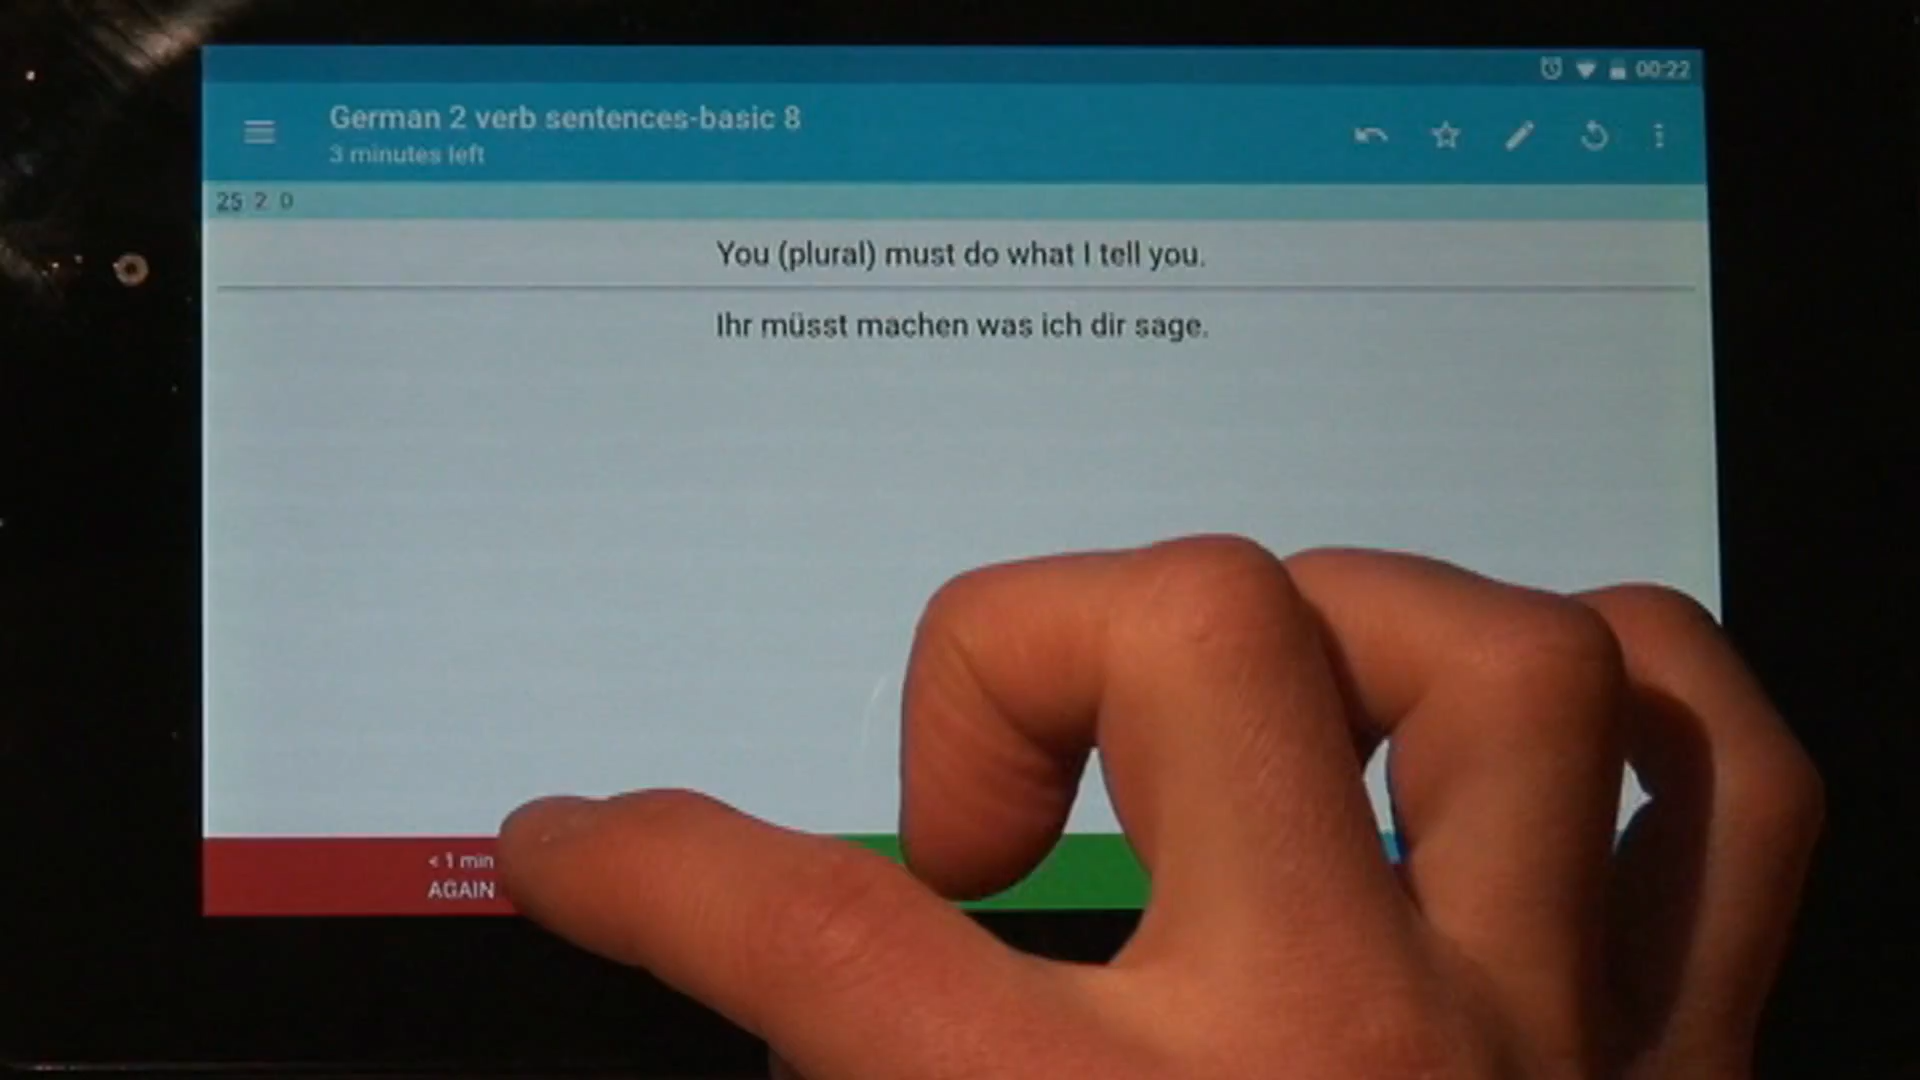 00:22
German 2 verb sentences-basic 8
3 minutes left
25 2 0
You (plural) must do what I tell you.
Ihr müsst machen was ich dir sage.
< 1 min
AGAIN